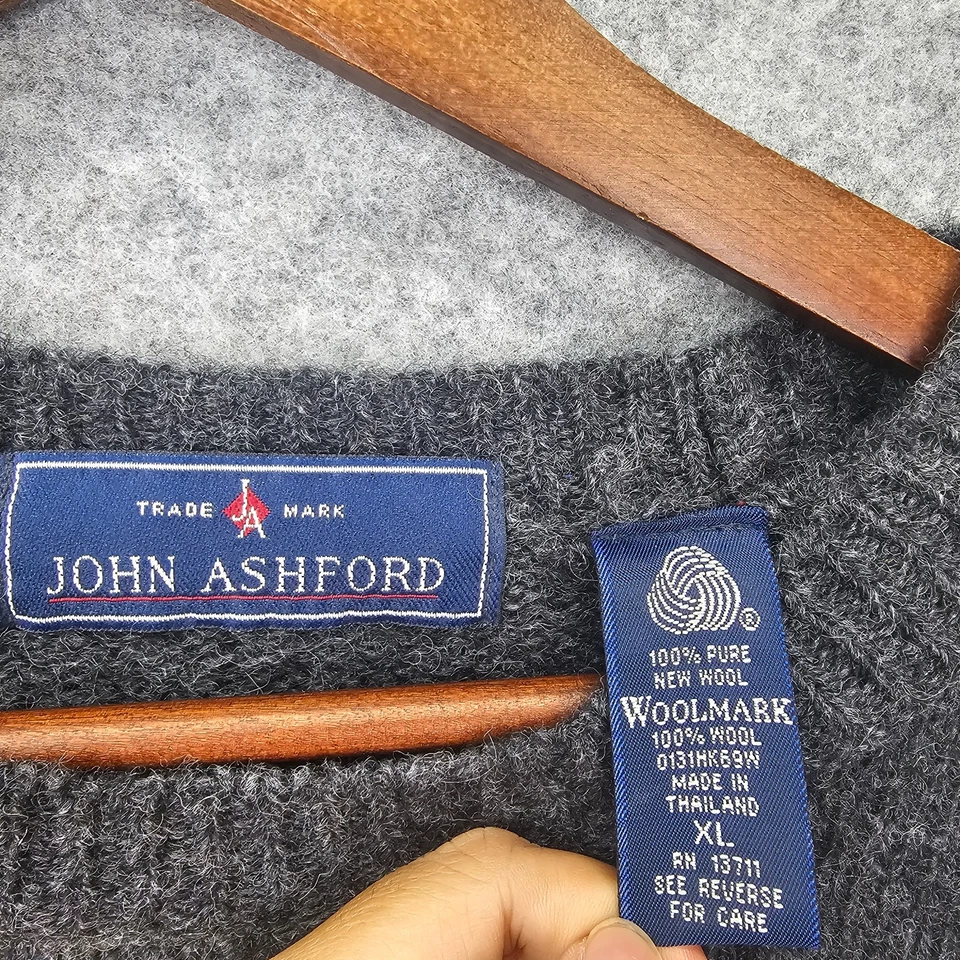 TRADE JA MARK
JOHN ASHFORD
®
100% PURE
NEW WOOL
WOOLMARK
100% WOOL
0131HK69W
MADE IN
THAILAND
XL
RN 13711
SEE REVERSE
FOR CARE